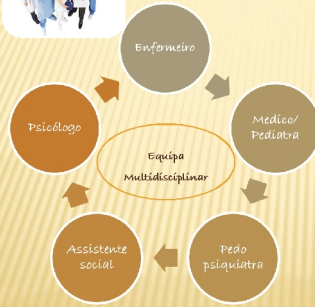 Enfermeiro
Medico/
Pediatra
Pedo
psiquiatra
Assistente
social
Psicólogo
Equipa
Multidisciplinar